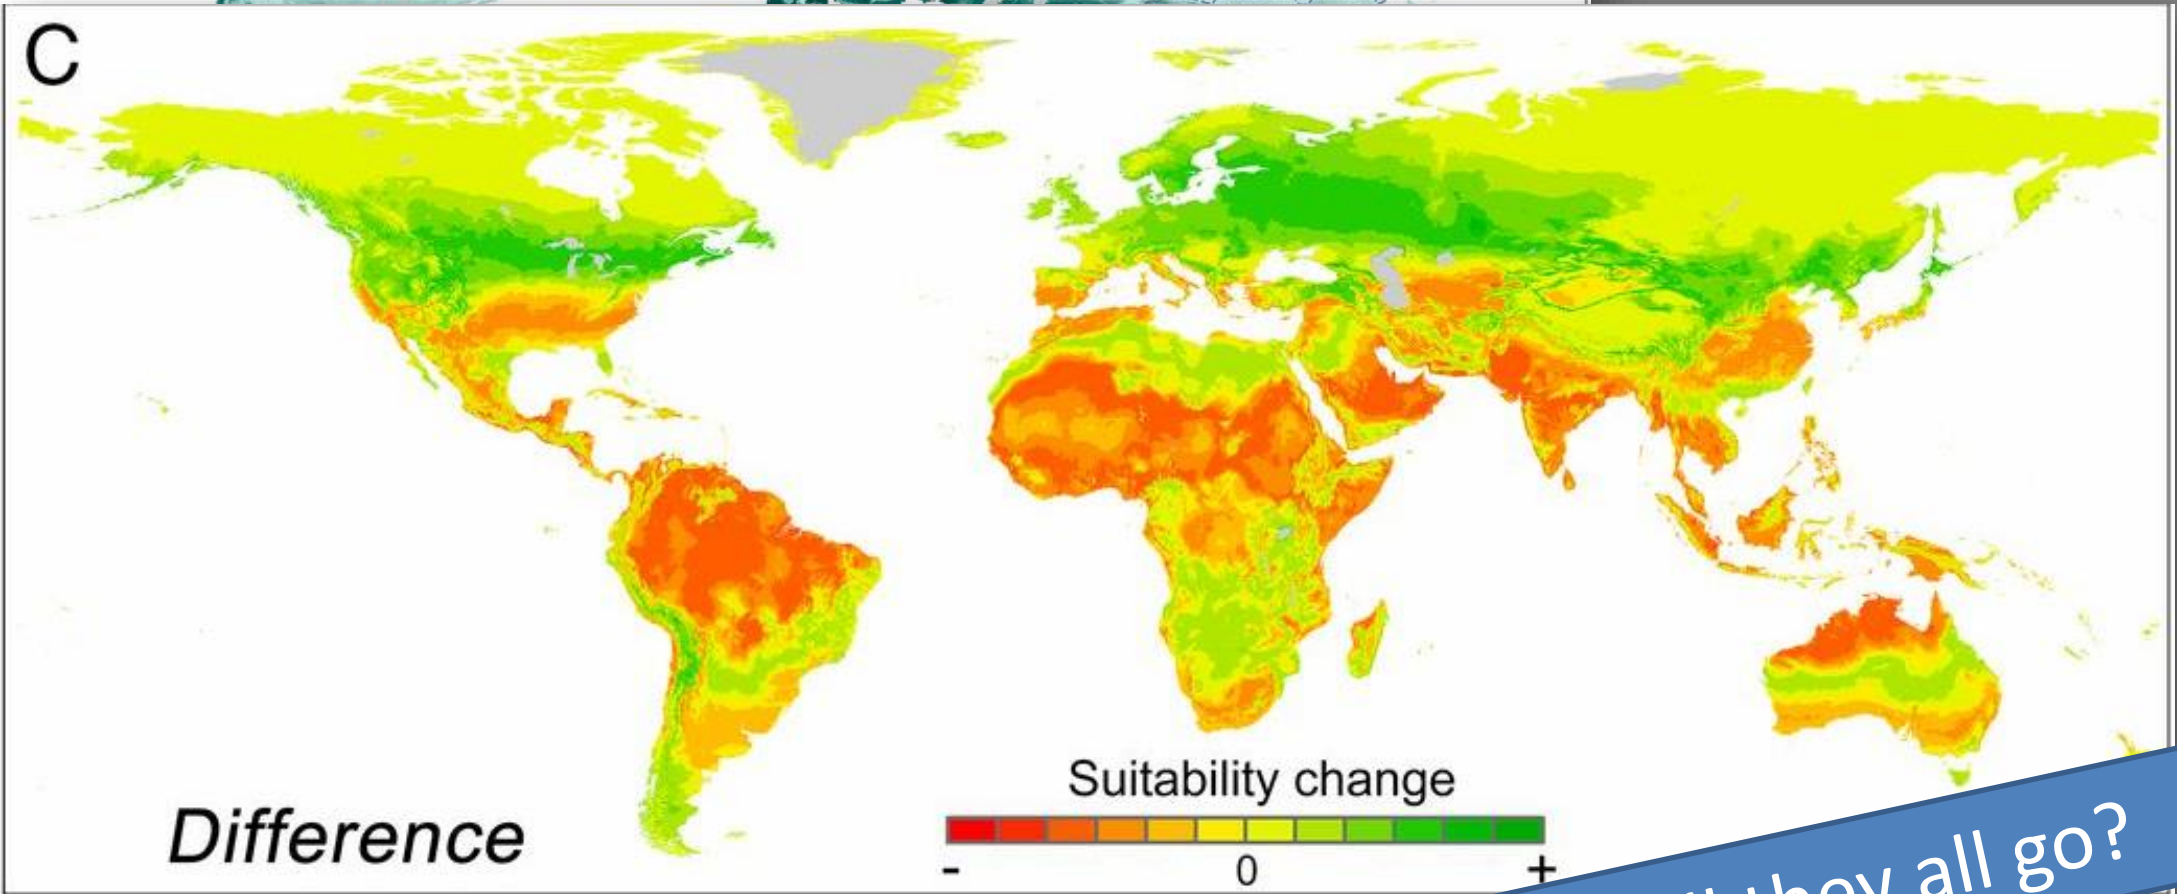 C
Difference
Suitability change
- 0 +
they all go?